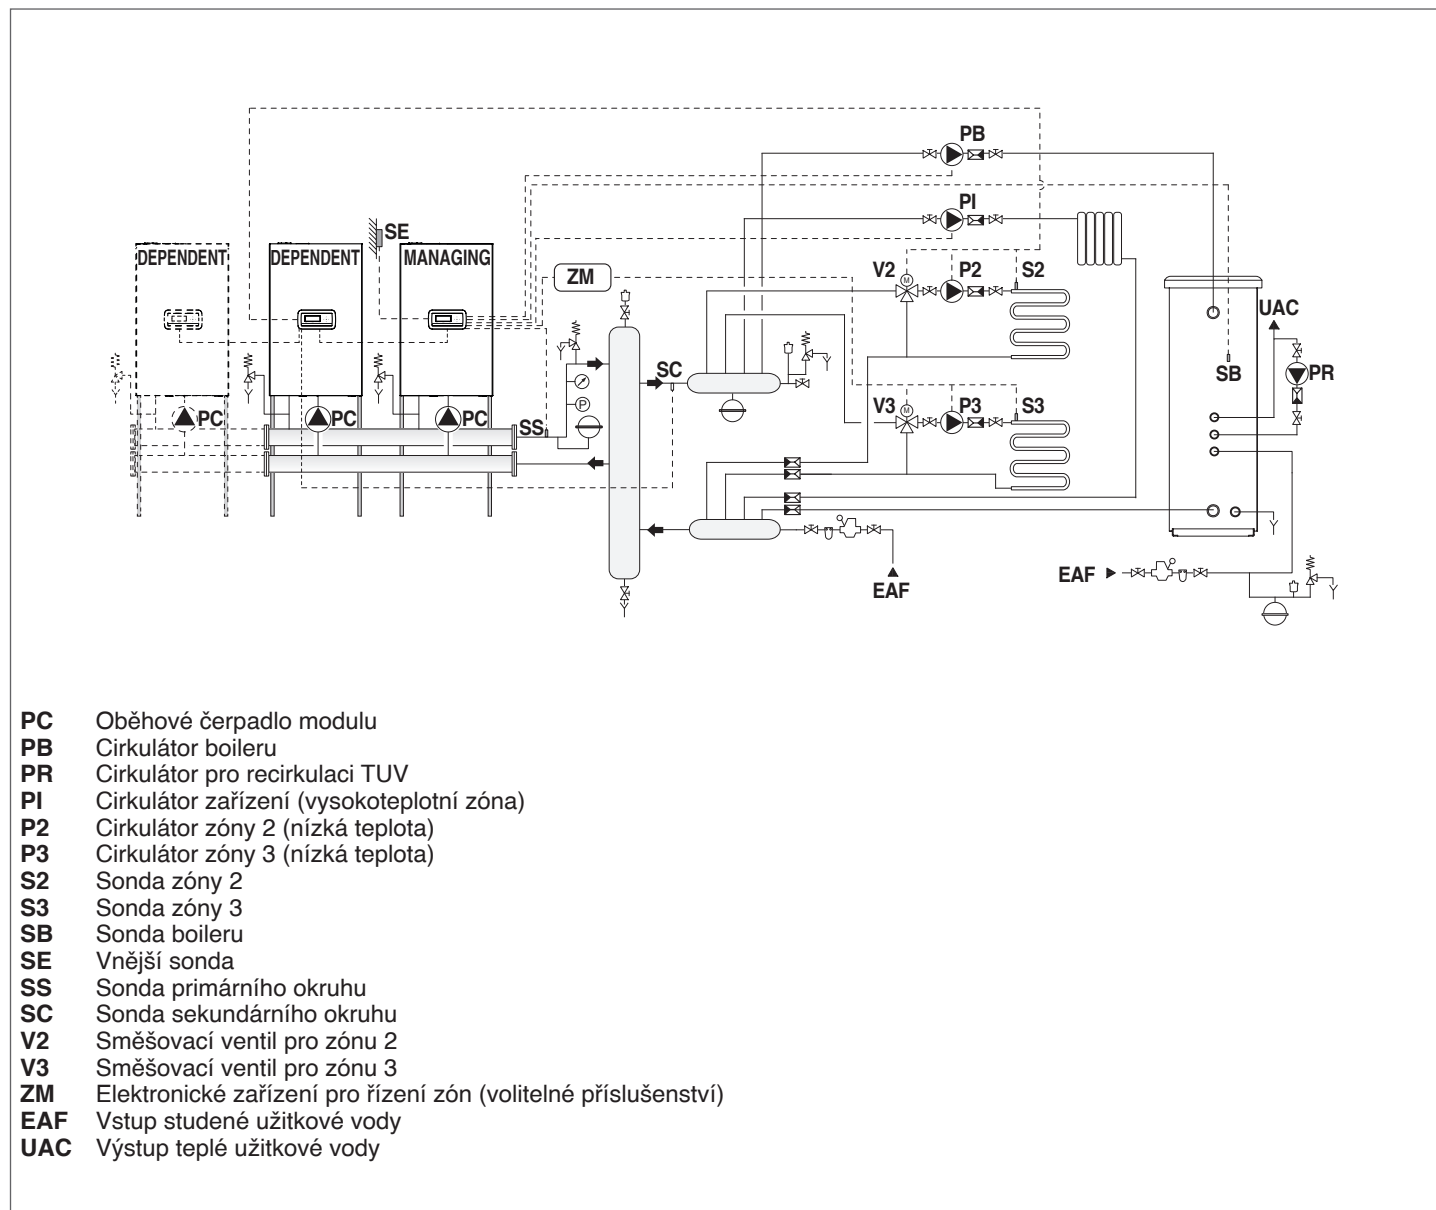 PB
PI
SE
DEPENDENT DEPENDENT MANAGING
ZM
V2 P2 S2
M
UAC
SC
SB
PR
V3 P3 S3
M
P
PC PC PC
SS
EAF
EAF
PC Oběhové čerpadlo modulu
PB Cirkulátor boileru
PR Cirkulátor pro recirkulaci TUV
PI Cirkulátor zařízení (vysokoteplotní zóna)
P2 Cirkulátor zóny 2 (nízká teplota)
P3 Cirkulátor zóny 3 (nízká teplota)
S2 Sonda zóny 2
S3 Sonda zóny 3
SB Sonda boileru
SE Vnější sonda
SS Sonda primárního okruhu
SC Sonda sekundárního okruhu
V2 Směšovací ventil pro zónu 2
V3 Směšovací ventil pro zónu 3
ZM Elektronické zařízení pro řízení zón (volitelné příslušenství)
EAF Vstup studené užitkové vody
UAC Výstup teplé užitkové vody